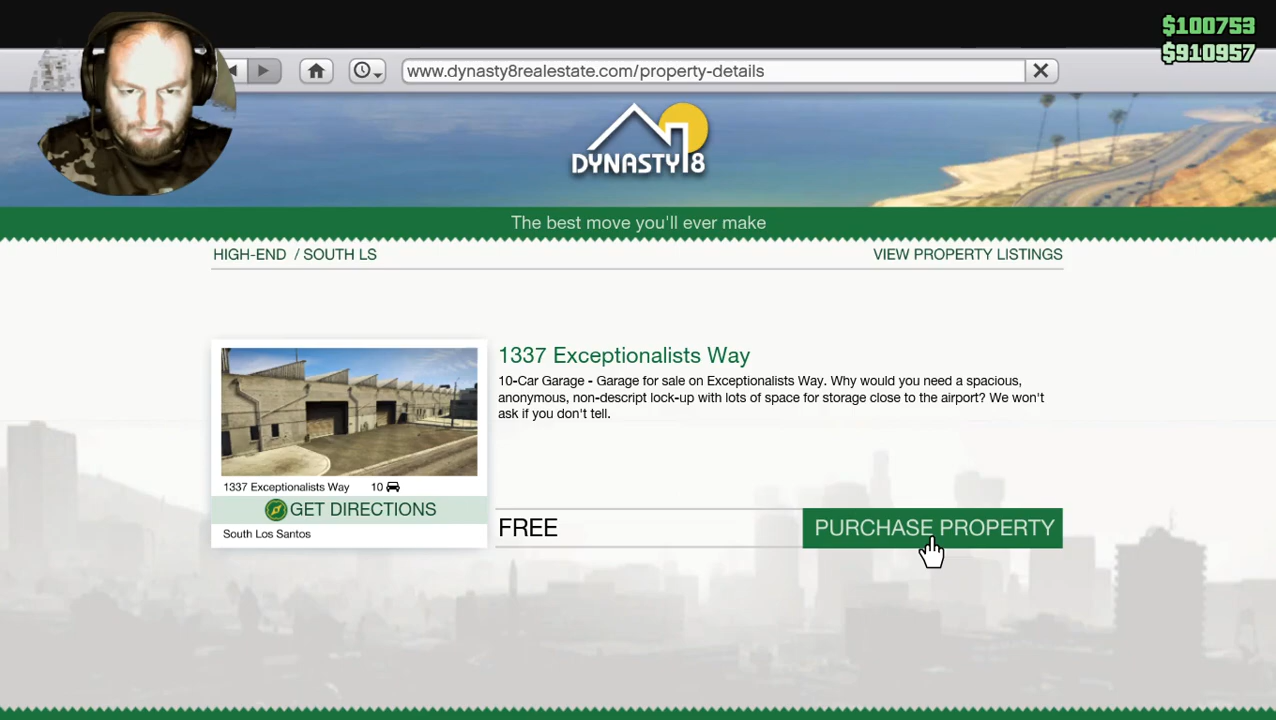 $100753
$910957
www.dynasty8realestate.com/property-details
DYNASTY 8
The best move you'll ever make
HIGH-END / SOUTH LS
VIEW PROPERTY LISTINGS
1337 Exceptionalists Way
10-Car Garage - Garage for sale on Exceptionalists Way. Why would you need a spacious,
anonymous, non-descript lock-up with lots of space for storage close to the airport? We won't
ask if you don't tell.
1337 Exceptionalists Way 10
GET DIRECTIONS
South Los Santos
FREE
PURCHASE PROPERTY